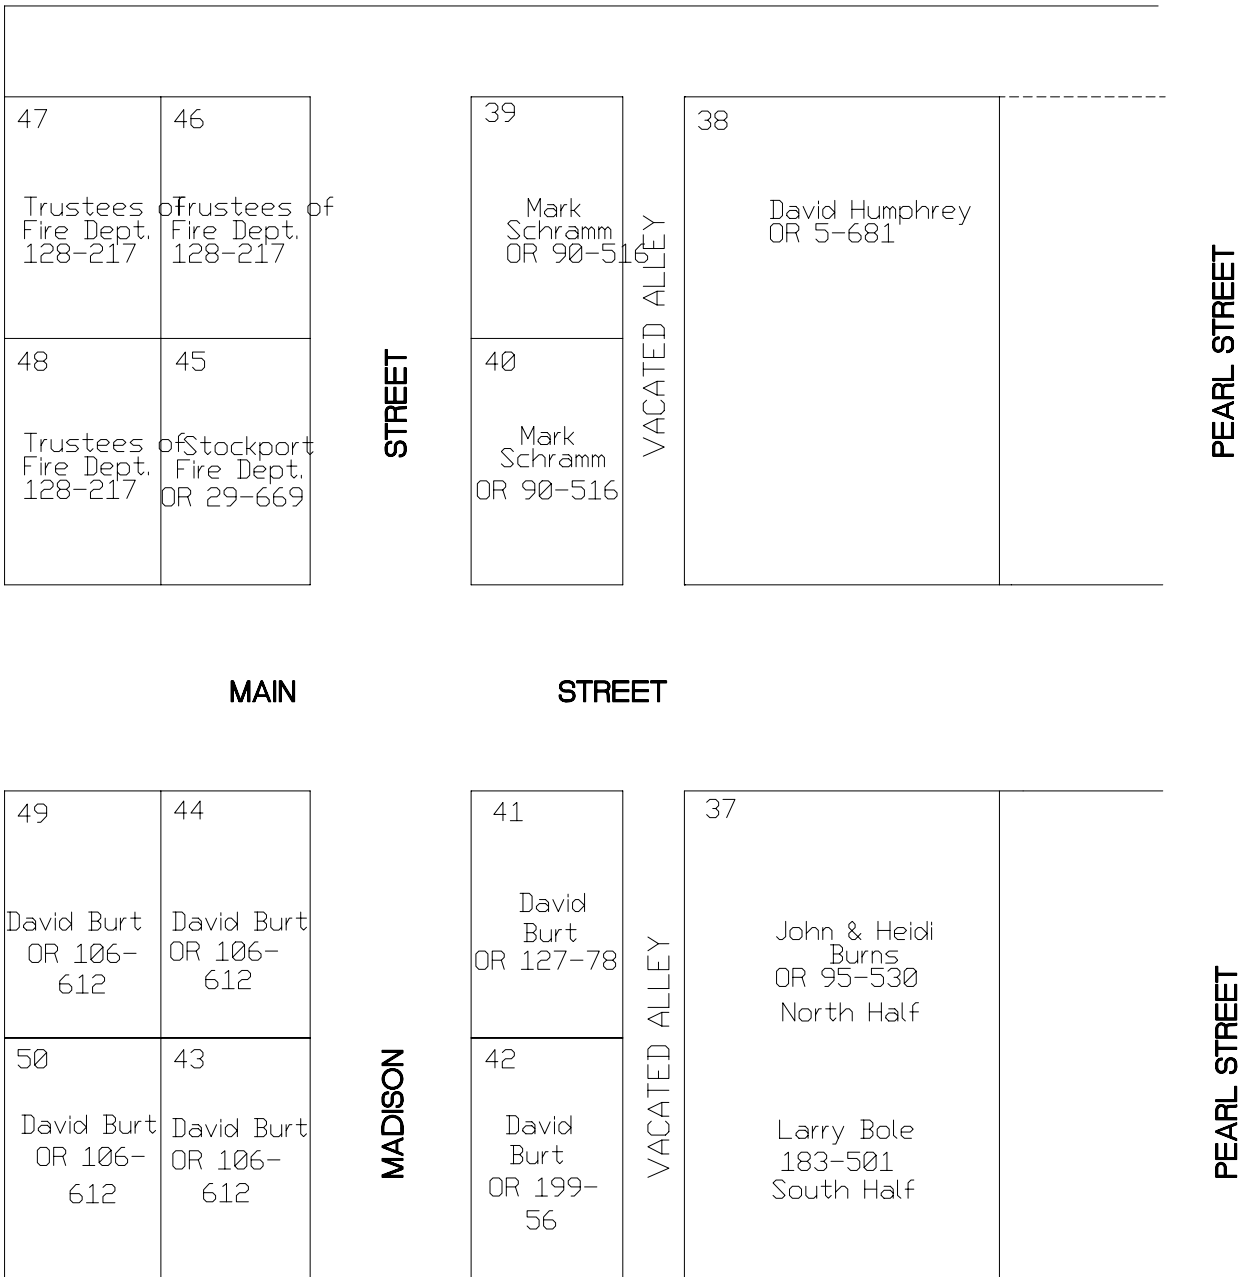 47
Trustees of
Fire Dept.
128-217
46
Trustees of
Fire Dept.
128-217
39
Mark
Schramm
OR 90-516
VACATED ALLEY
38
David Humphrey
OR 5-681
PEARL STREET
48
Trustees of
Fire Dept.
128-217
45
Stockport
Fire Dept.
OR 29-669
STREET
40
Mark
Schramm
OR 90-516
MAIN STREET
49
David Burt
OR 106-
612
44
David Burt
OR 106-
612
41
David
Burt
OR 127-78
VACATED ALLEY
37
John & Heidi
Burns
OR 95-530
North Half
PEARL STREET
50
David Burt
OR 106-
612
43
David Burt
OR 106-
612
MADISON
42
David
Burt
OR 199-
56
Larry Bole
183-501
South Half